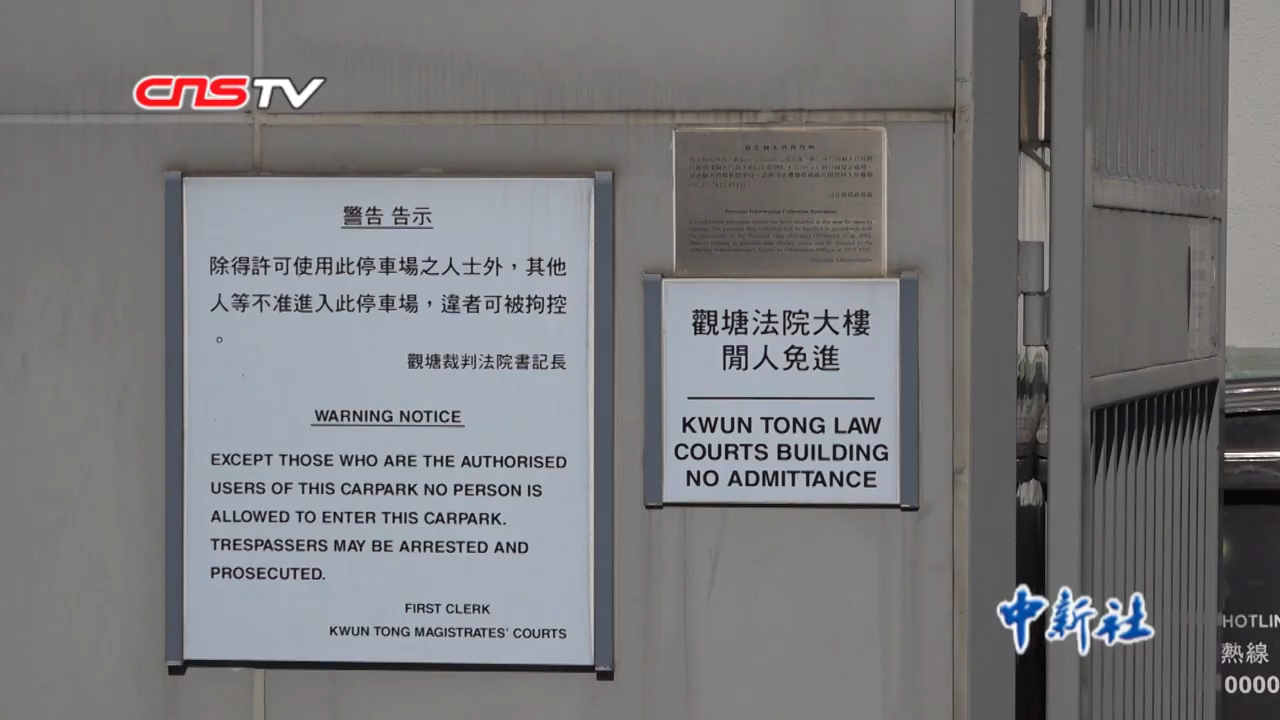 CNSTV
警告 告示
除得許可使用此停車場之人士外，其他
人等不准進入此停車場，違者可被拘控
。
觀塘裁判法院書記長
WARNING NOTICE
EXCEPT THOSE WHO ARE THE AUTHORISED
USERS OF THIS CARPARK NO PERSON IS
ALLOWED TO ENTER THIS CARPARK.
TRESPASSERS MAY BE ARRESTED AND
PROSECUTED.
FIRST CLERK
KWUN TONG MAGISTRATES' COURTS
Personal Information Collection Statement
觀塘法院大樓
閒人免進
KWUN TONG LAW
COURTS BUILDING
NO ADMITTANCE
中新社
熱線
0000